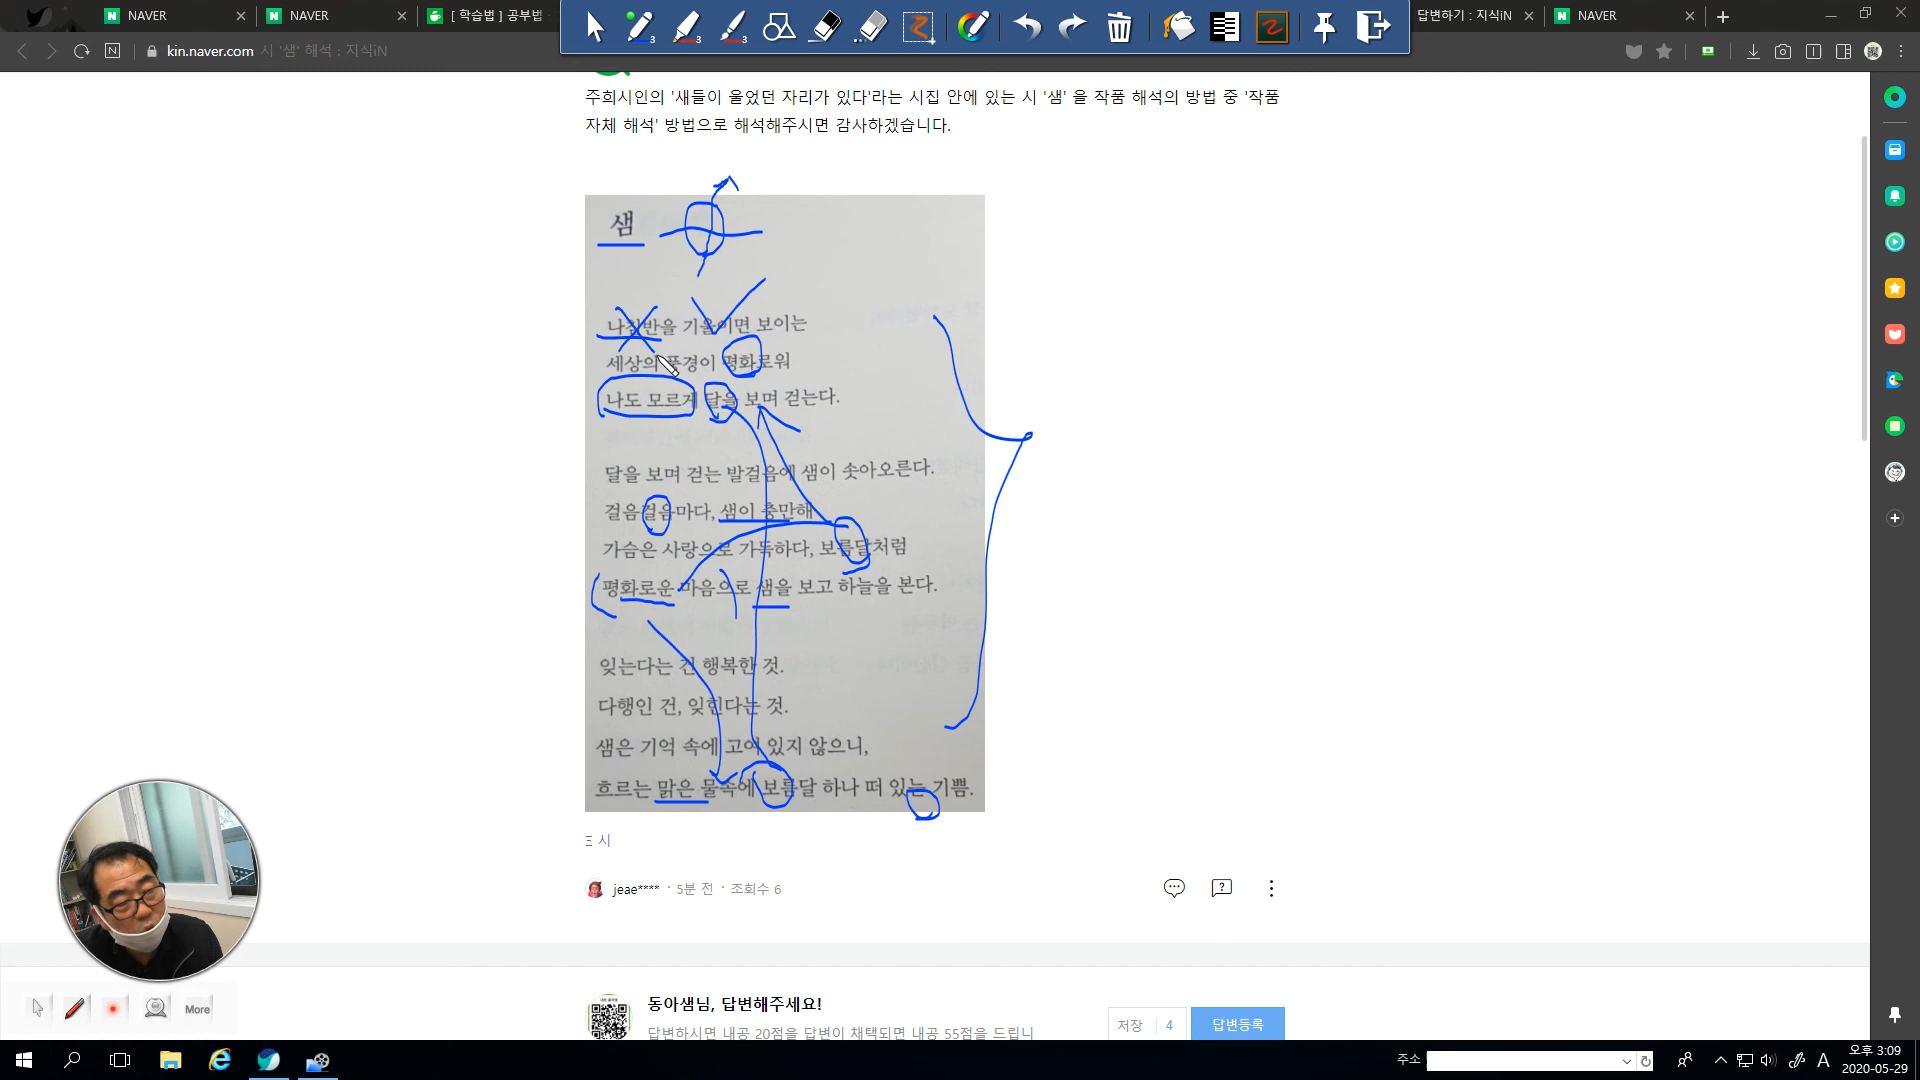 NAVER
NAVER
[ 학습법 ] 공부법
답변하기 : 지식iN
NAVER
kin.naver.com 시 '샘' 해석 : 지식iN
주희시인의 '새들이 울었던 자리가 있다'라는 시집 안에 있는 시 '샘' 을 작품 해석의 방법 중 '작품
자체 해석' 방법으로 해석해주시면 감사하겠습니다.
샘
나침반을 기울이면 보이는
세상의 풍경이 평화로워
나도 모르게 달을 보며 걷는다.
달을 보며 걷는 발걸음에 샘이 솟아오른다.
걸음걸음마다, 샘이 충만해
가슴은 사랑으로 가득하다, 보름달처럼
평화로운 마음으로 샘을 보고 하늘을 본다.
잊는다는 건 행복한 것.
다행인 건, 잊힌다는 것.
샘은 기억 속에 고여 있지 않으니,
흐르는 맑은 물속에 보름달 하나 떠 있는 기쁨.
시
jeae**** · 5분 전 · 조회수 6
동아샘님, 답변해주세요!
저장 4 답변등록
답변하시면 내공 20점을 답변이 채택되면 내공 55점을 드립니
More
주소
A
오후 3:09
2020-05-29